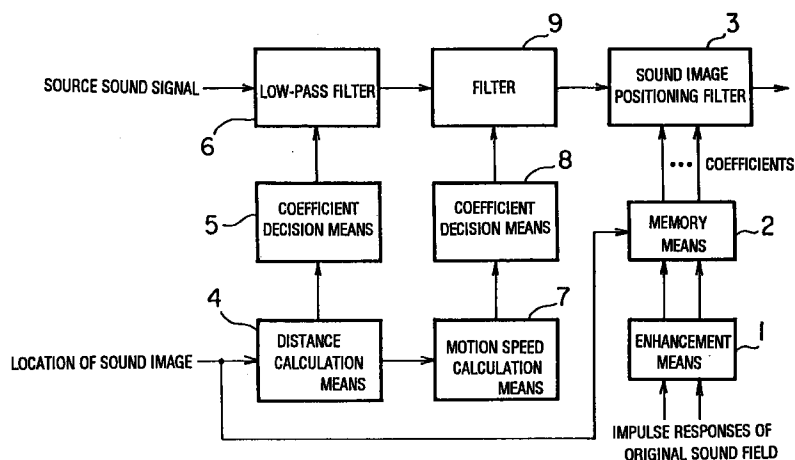 9
3
SOURCE SOUND SIGNAL
LOW-PASS FILTER
FILTER
SOUND IMAGE
POSITIONING FILTER
6
8
••• COEFFICIENTS
5
COEFFICIENT
DECISION MEANS
COEFFICIENT
DECISION MEANS
MEMORY
MEANS
2
4
7
LOCATION OF SOUND IMAGE
DISTANCE
CALCULATION
MEANS
MOTION SPEED
CALCULATION
MEANS
ENHANCEMENT
MEANS
1
IMPULSE RESPONSES OF
ORIGINAL SOUND FIELD